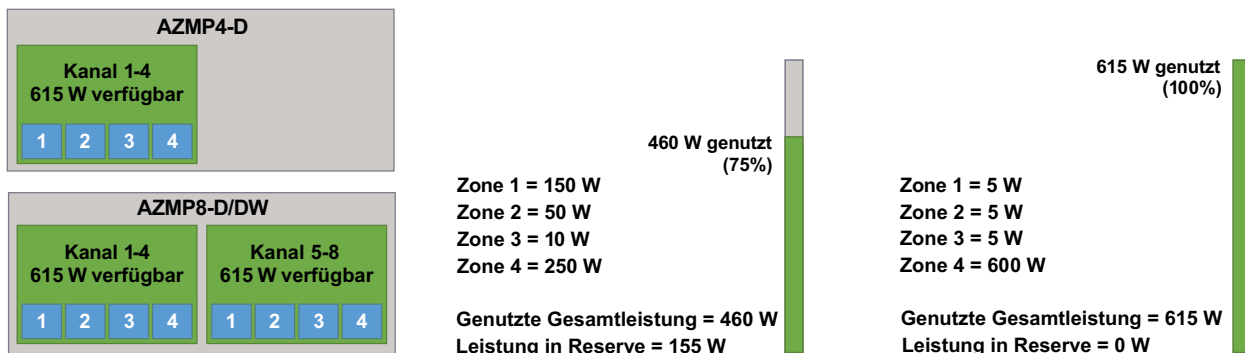 AZMP4-D
Kanal 1-4
615 W verfügbar
1 2 3 4
AZMP8-D/DW
Kanal 1-4
615 W verfügbar
1 2 3 4
Kanal 5-8
615 W verfügbar
1 2 3 4
460 W genutzt
(75%)
Zone 1 = 150 W
Zone 2 = 50 W
Zone 3 = 10 W
Zone 4 = 250 W
Genutzte Gesamtleistung = 460 W
Leistung in Reserve = 155 W
615 W genutzt
(100%)
Zone 1 = 5 W
Zone 2 = 5 W
Zone 3 = 5 W
Zone 4 = 600 W
Genutzte Gesamtleistung = 615 W
Leistung in Reserve = 0 W